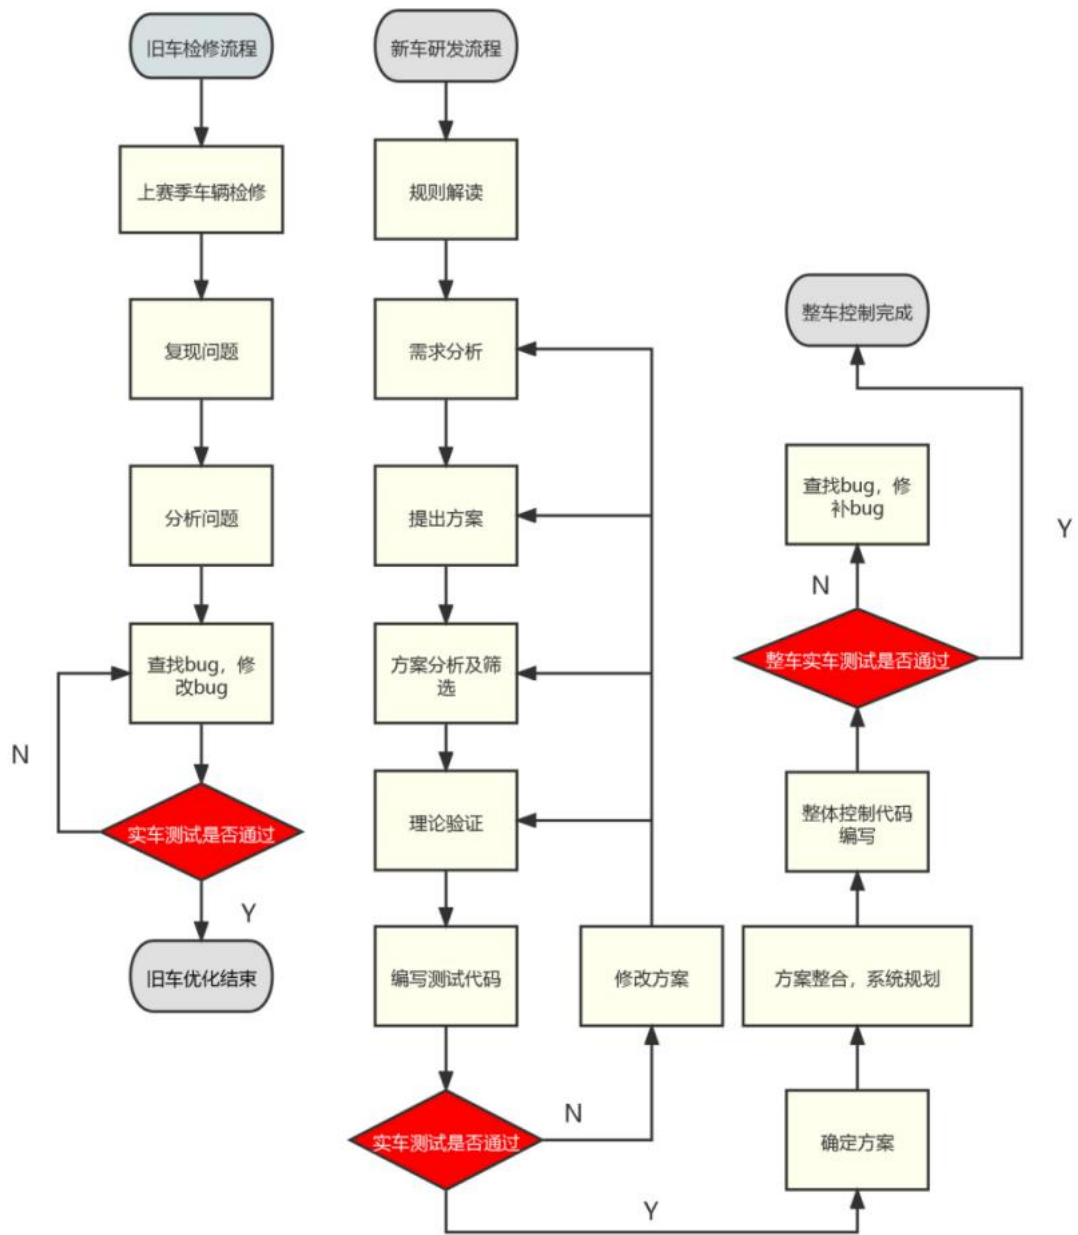 旧车检修流程
上赛季车辆检修
复现问题
分析问题
查找bug，修
改bug
N
实车测试是否通过
Y
旧车优化结束
新车研发流程
规则解读
需求分析
提出方案
方案分析及筛
选
理论验证
编写测试代码
实车测试是否通过
N
修改方案
Y
确定方案
方案整合，系统规划
整体控制代码
编写
整车实车测试是否通过
N
查找bug，修
补bug
Y
整车控制完成